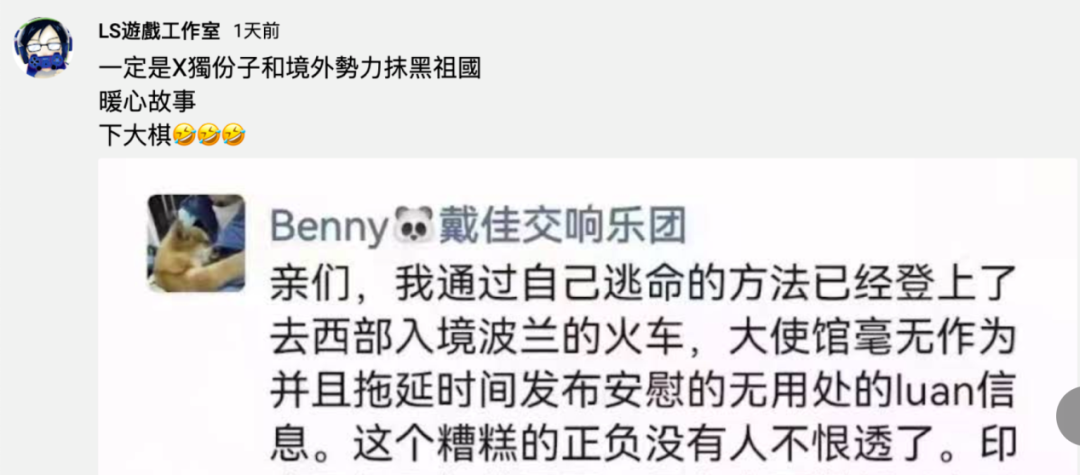 LS遊戲工作室 1天前
一定是X獨份子和境外勢力抹黑祖國
暖心故事
下大棋🤣🤣🤣
Benny🐼戴佳交响乐团
亲们，我通过自己逃命的方法已经登上了
去西部入境波兰的火车，大使馆毫无作为
并且拖延时间发布安慰的无用处的luan信
息。这个糟糕的正负没有人不恨透了。印